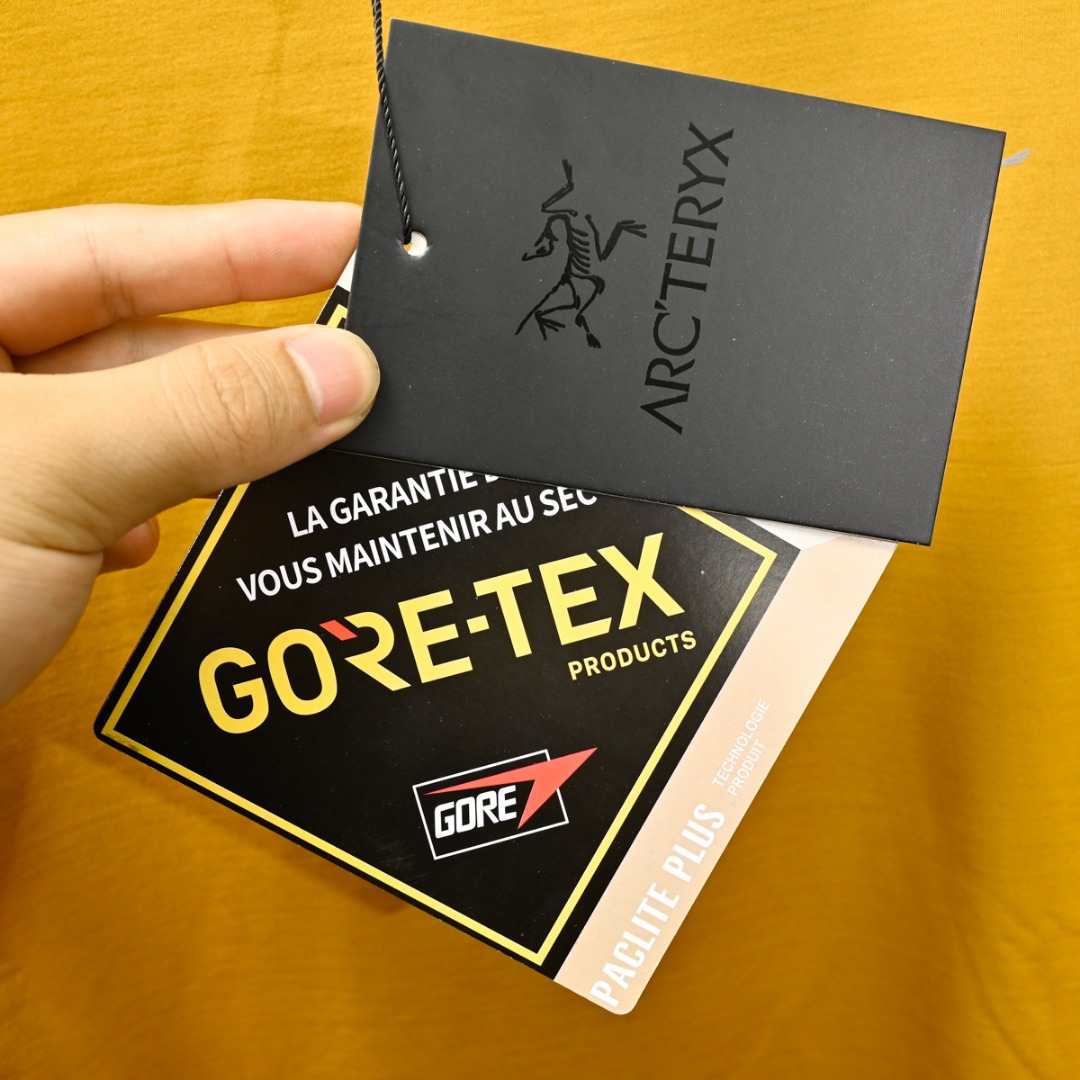 ARC'TERYX
LA GARANTIE
VOUS MAINTENIR AU SEC
GORE-TEX
PRODUCTS
GORE
PACLITE PLUS
TECHNOLOGIE
PRODUIT